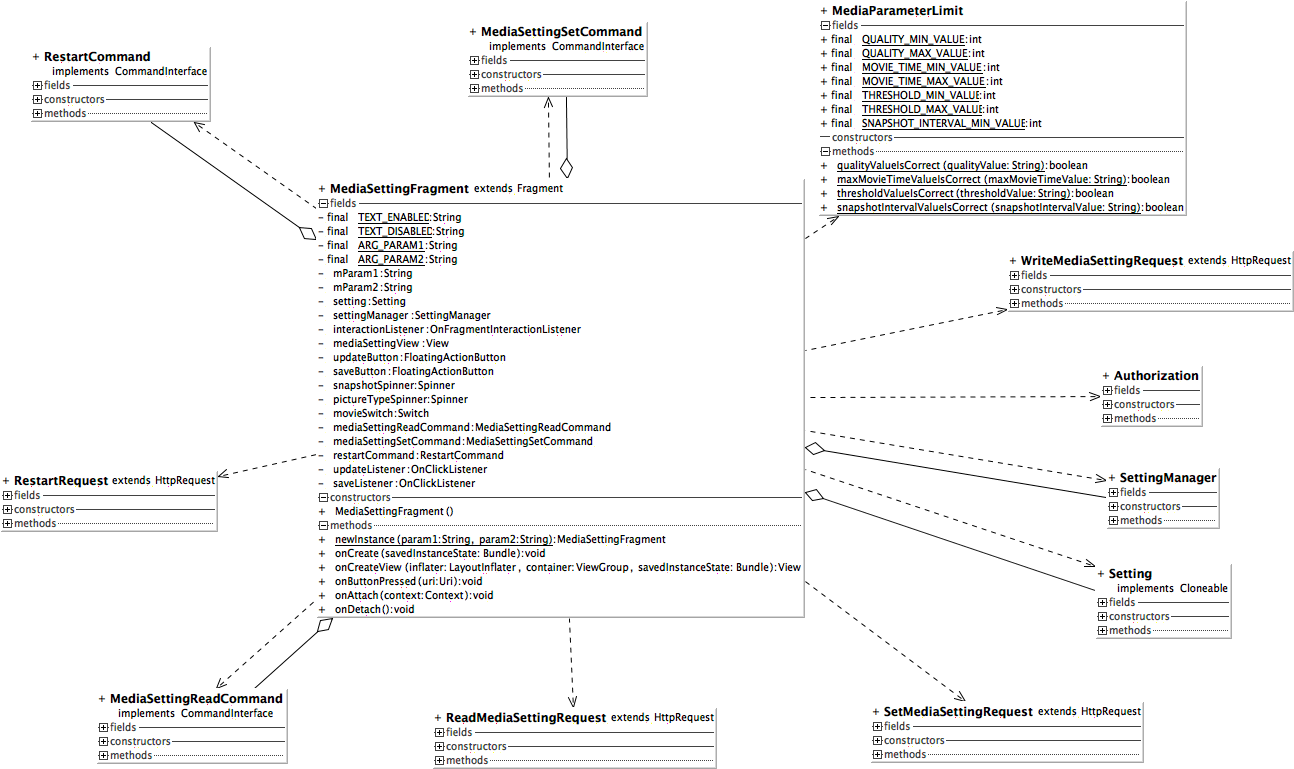 + RestartCommand
implements CommandInterface
fields
constructors
methods
+ MediaSettingSetCommand
implements CommandInterface
fields
constructors
methods
+ MediaParameterLimit
fields
+ final QUALITY_MIN_VALUE:int
+ final QUALITY_MAX_VALUE:int
+ final MOVIE_TIME_MIN_VALUE:int
+ final MOVIE_TIME_MAX_VALUE:int
+ final THRESHOLD_MIN_VALUE:int
+ final THRESHOLD_MAX_VALUE:int
+ final SNAPSHOT_INTERVAL_MIN_VALUE:int
constructors
methods
+ qualityValueIsCorrect (qualityValue: String):boolean
+ maxMovieTimeValueIsCorrect (maxMovieTimeValue: String):boolean
+ thresholdValueIsCorrect (thresholdValue: String):boolean
+ snapshotIntervalValueIsCorrect (snapshotIntervalValue: String):boolean
+ MediaSettingFragment extends Fragment
fields
– final TEXT_ENABLED:String
– final TEXT_DISABLED:String
– final ARG_PARAM1:String
– final ARG_PARAM2:String
– mParam1:String
– mParam2:String
– setting:Setting
– settingManager:SettingManager
– interactionListener:OnFragmentInteractionListener
– mediaSettingView:View
– updateButton:FloatingActionButton
– saveButton:FloatingActionButton
– snapshotSpinner:Spinner
– pictureTypeSpinner:Spinner
– movieSwitch:Switch
– mediaSettingReadCommand:MediaSettingReadCommand
– mediaSettingSetCommand:MediaSettingSetCommand
– restartCommand:RestartCommand
– updateListener:OnClickListener
– saveListener:OnClickListener
constructors
+ MediaSettingFragment ()
methods
+ newInstance (param1:String, param2:String):MediaSettingFragment
+ onCreate (savedInstanceState: Bundle):void
+ onCreateView (inflater: LayoutInflater, container:ViewGroup, savedInstanceState: Bundle):View
+ onButtonPressed (uri:Uri):void
+ onAttach (context:Context):void
+ onDetach ():void
+ WriteMediaSettingRequest extends HttpRequest
fields
constructors
methods
+ Authorization
fields
constructors
methods
+ SettingManager
fields
constructors
methods
+ RestartRequest extends HttpRequest
fields
constructors
methods
+ Setting
implements Cloneable
fields
constructors
methods
+ MediaSettingReadCommand
implements CommandInterface
fields
constructors
methods
+ ReadMediaSettingRequest extends HttpRequest
fields
constructors
methods
+ SetMediaSettingRequest extends HttpRequest
fields
constructors
methods